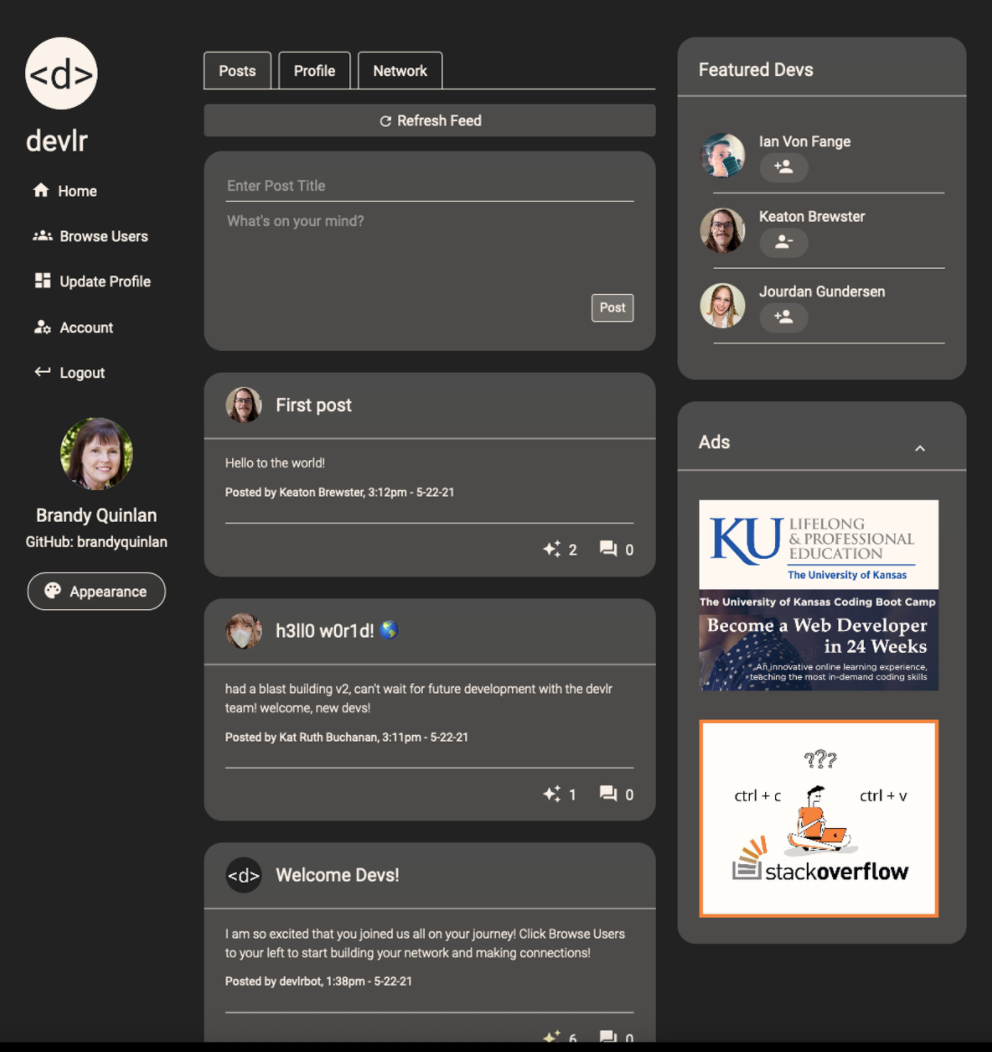 <d>
devlr
Home
Browse Users
Update Profile
Account
Logout
Brandy Quinlan
GitHub: brandyquinlan
Appearance
Posts
Profile
Network
Refresh Feed
Enter Post Title
What's on your mind?
Post
First post
Hello to the world!
Posted by Keaton Brewster, 3:12pm - 5-22-21
2
0
h3ll0 w0r1d! 🌎
had a blast building v2, can't wait for future development with the devlr
team! welcome, new devs!
Posted by Kat Ruth Buchanan, 3:11pm - 5-22-21
1
0
<d>
Welcome Devs!
I am so excited that you joined us all on your journey! Click Browse Users
to your left to start building your network and making connections!
Posted by devlrbot, 1:38pm - 5-22-21
6
0
Featured Devs
Ian Von Fange
Keaton Brewster
Jourdan Gundersen
Ads
KU
LIFELONG
& PROFESSIONAL
EDUCATION
The University of Kansas
The University of Kansas Coding Boot Camp
Become a Web Developer
in 24 Weeks
An innovative online learning experience,
teaching the most in-demand coding skills
???
ctrl + c
ctrl + v
stackoverflow